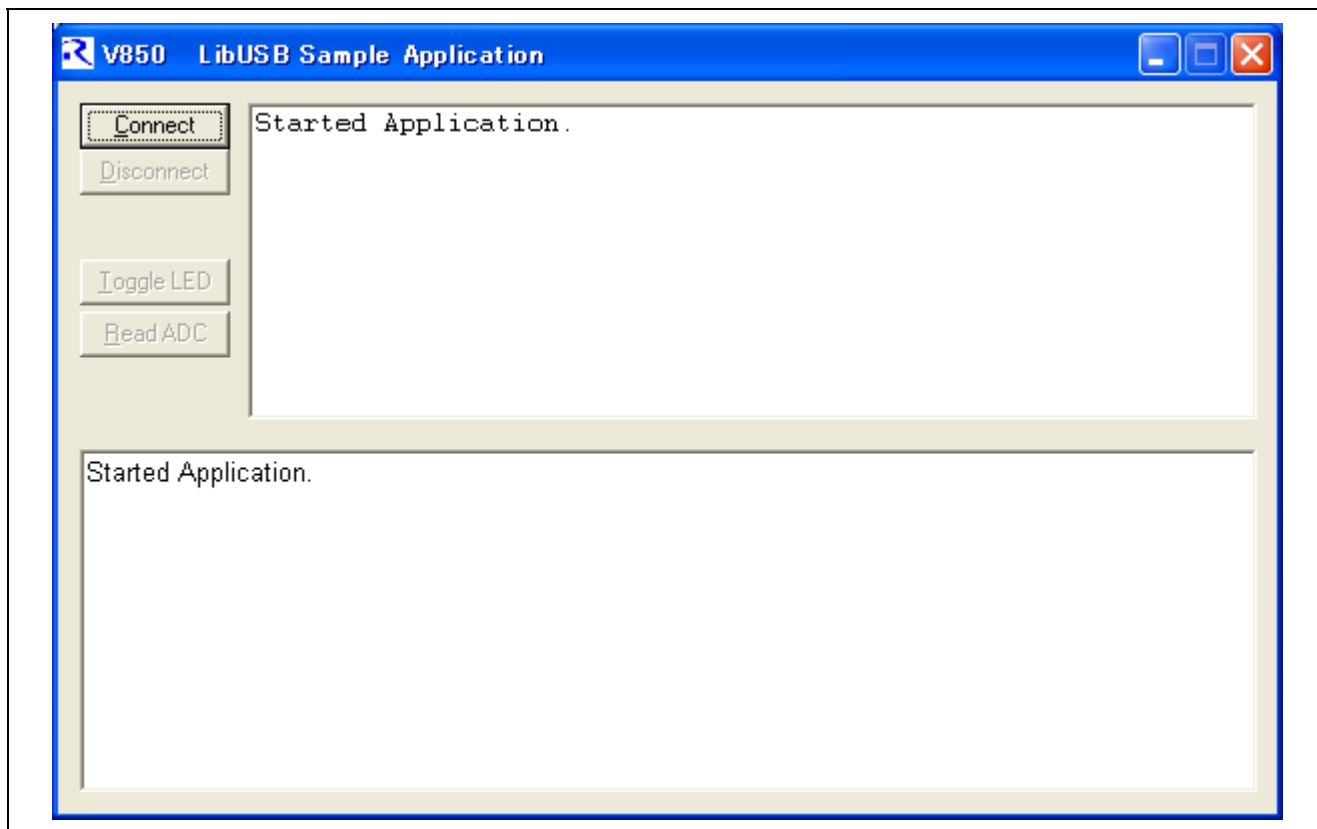 V850 LibUSB Sample Application
Connect
Started Application.
Disconnect
Toggle LED
Read ADC
Started Application.